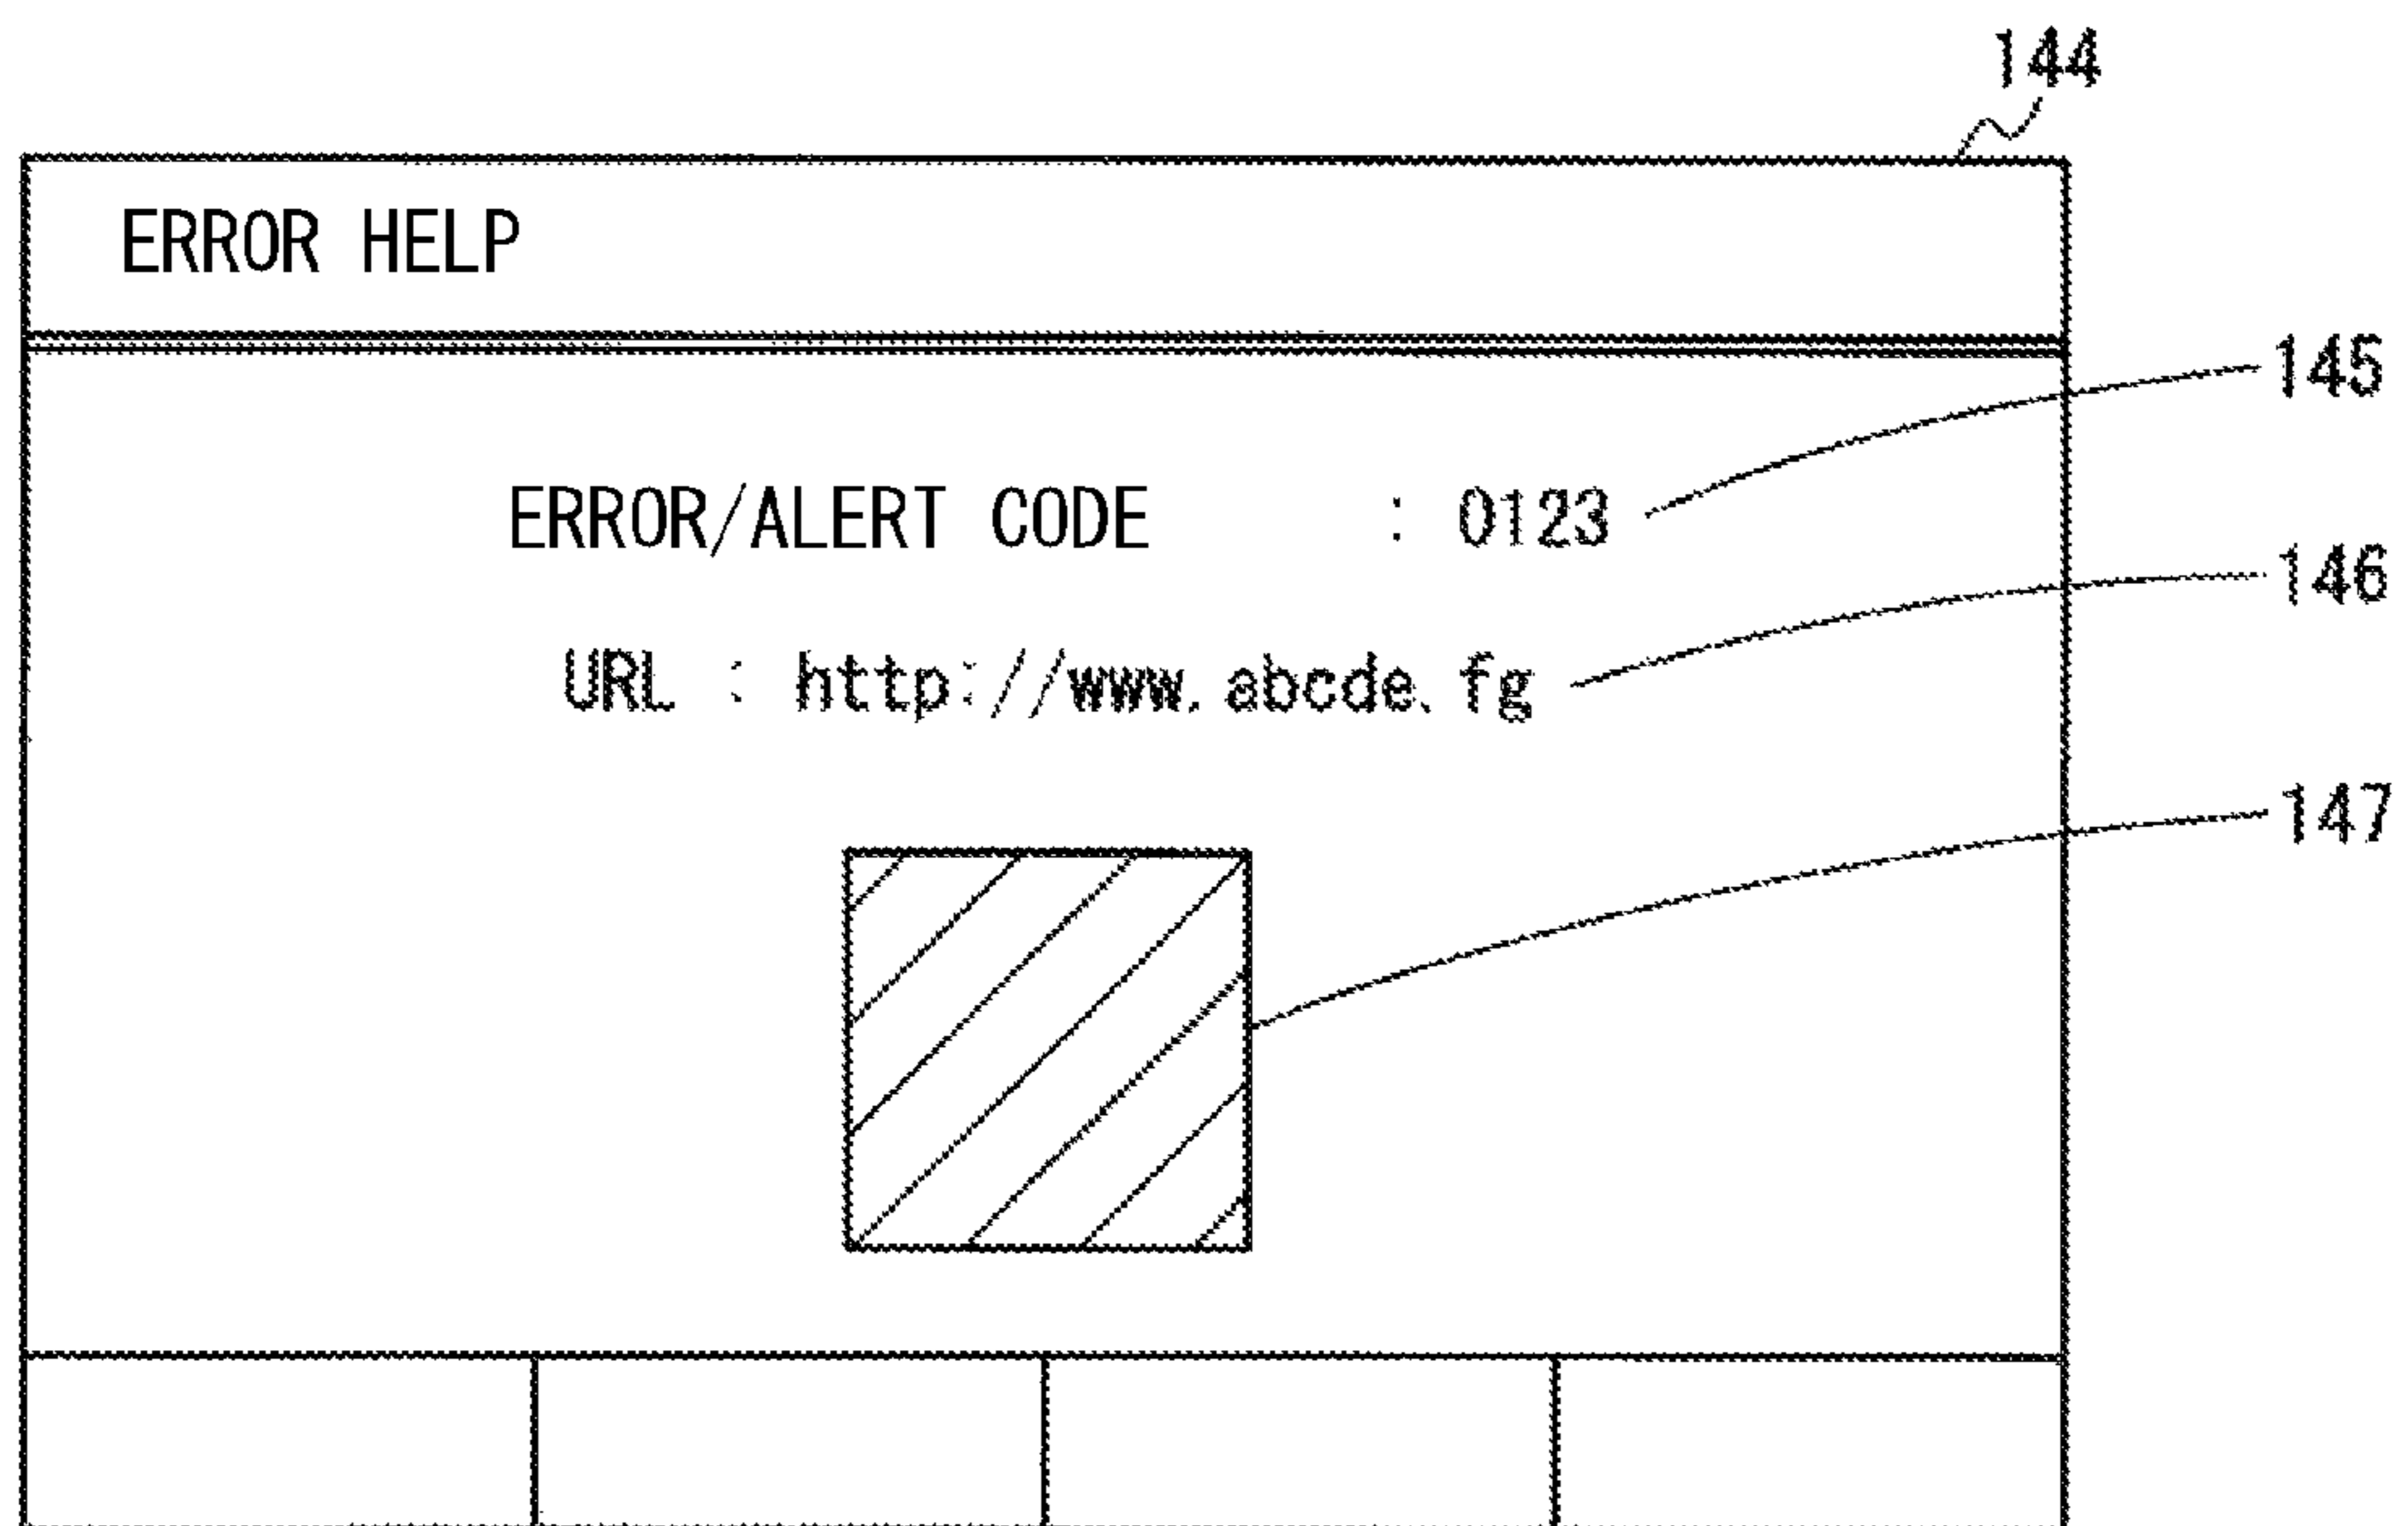 144
ERROR HELP
145
ERROR/ALERT CODE : 0123
146
URL : http://www.abcde.fg
147